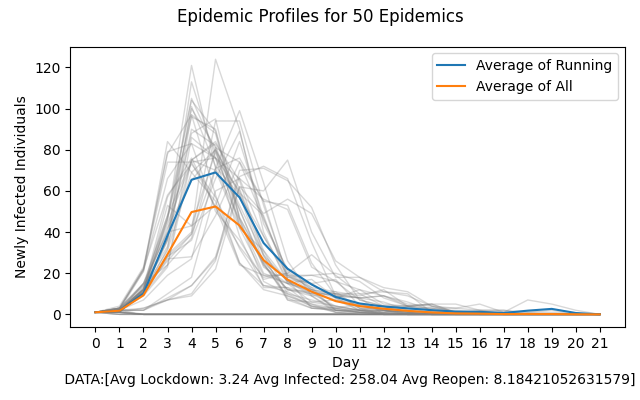 Epidemic Profiles for 50 Epidemics
Average of Running
Average of All
Newly Infected Individuals
120
100
80
60
40
20
0
0 1 2 3 4 5 6 7 8 9 10 11 12 13 14 15 16 17 18 19 20 21
Day
DATA:[Avg Lockdown: 3.24 Avg Infected: 258.04 Avg Reopen: 8.18421052631579]